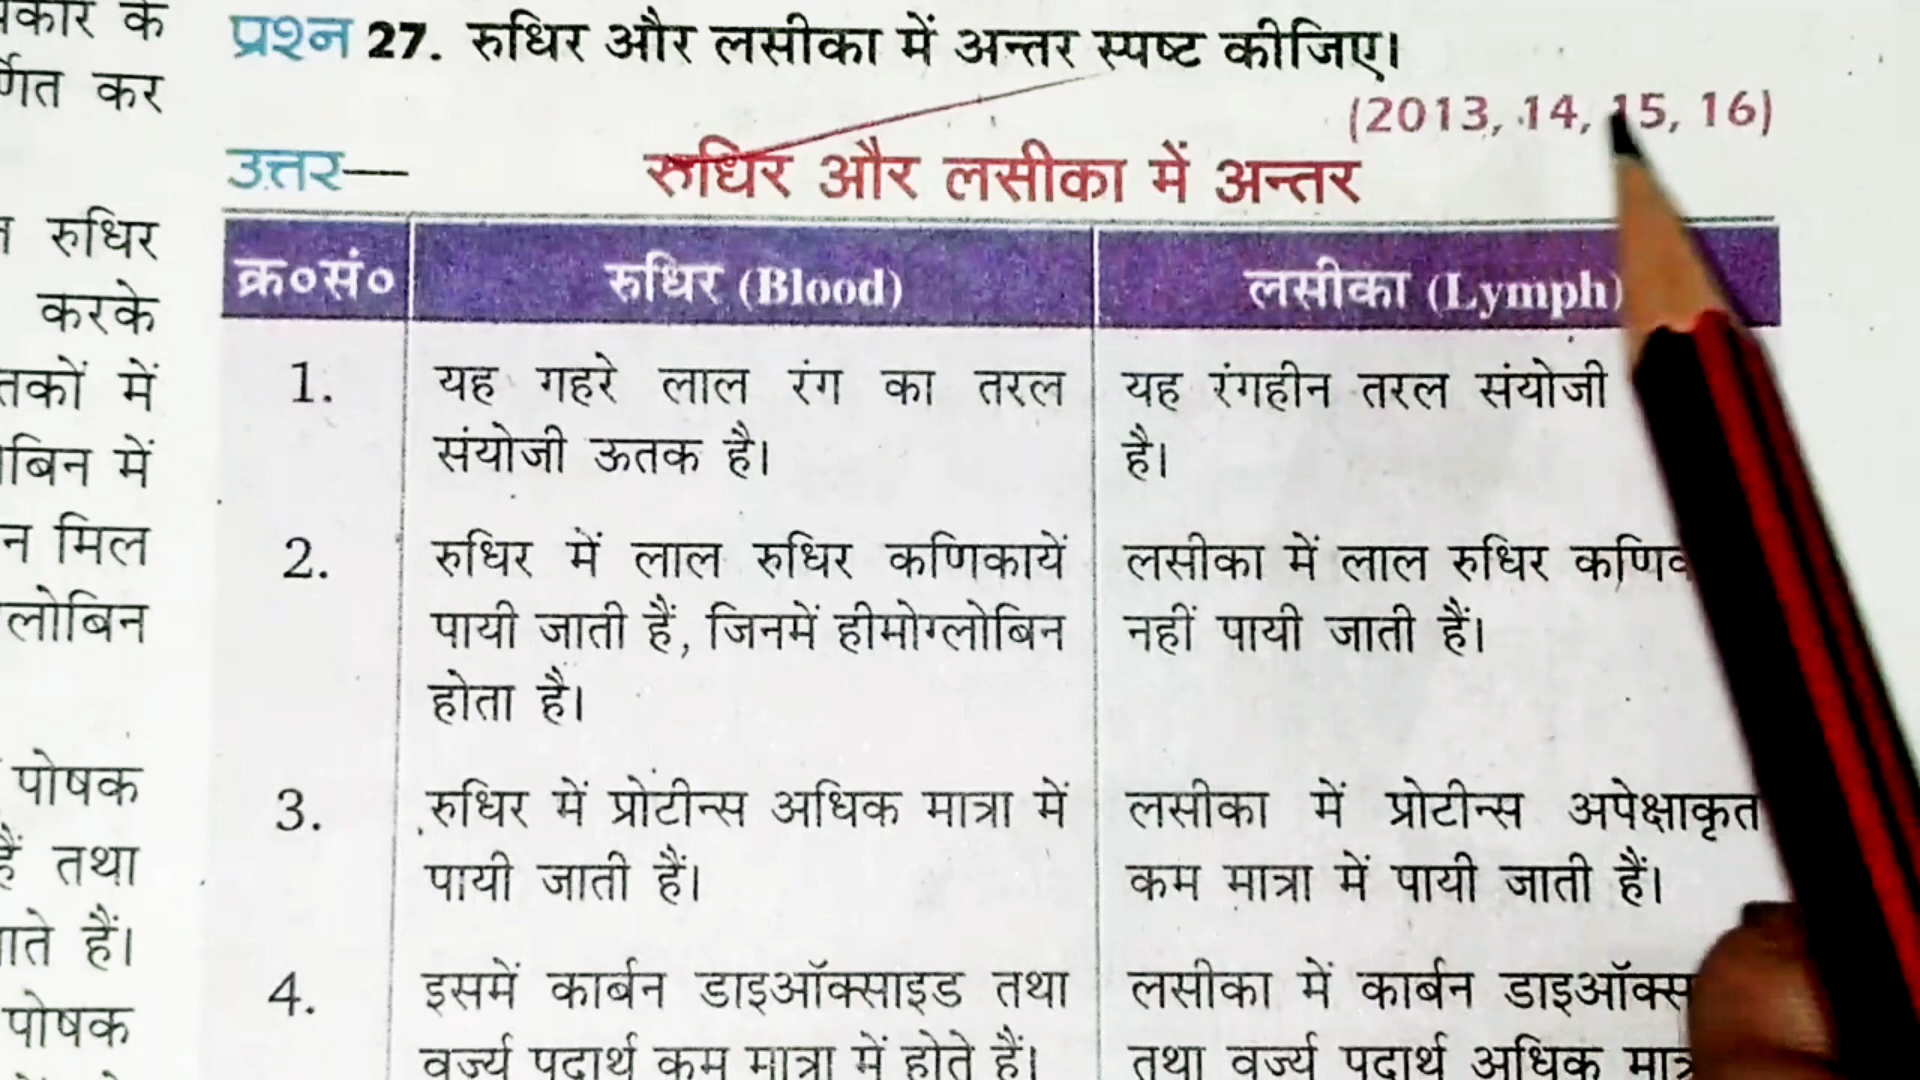 के
कर
प्रश्न 27. रुधिर और लसीका में अन्तर स्पष्ट कीजिए।
(2013, 14, 15, 16)
उत्तर— रुधिर और लसीका में अन्तर
रुधिर
करके
में
में
मिल
पोषक
तथा
हैं।
पोषक
क्र०सं० रुधिर (Blood) लसीका (Lymph)
1. यह गहरे लाल रंग का तरल यह रंगहीन तरल संयोजी
संयोजी ऊतक है। है।
2. रुधिर में लाल रुधिर कणिकायें लसीका में लाल रुधिर
पायी जाती हैं, जिनमें हीमोग्लोबिन नहीं पायी जाती हैं।
होता है।
3. रुधिर में प्रोटीन्स अधिक मात्रा में लसीका में प्रोटीन्स अपेक्षाकृत
पायी जाती हैं। कम मात्रा में पायी जाती हैं।
4. इसमें कार्बन डाइऑक्साइड तथा लसीका में कार्बन
वर्ज्य पदार्थ कम मात्रा में होते हैं। तथा वर्ज्य पदार्थ अधिक